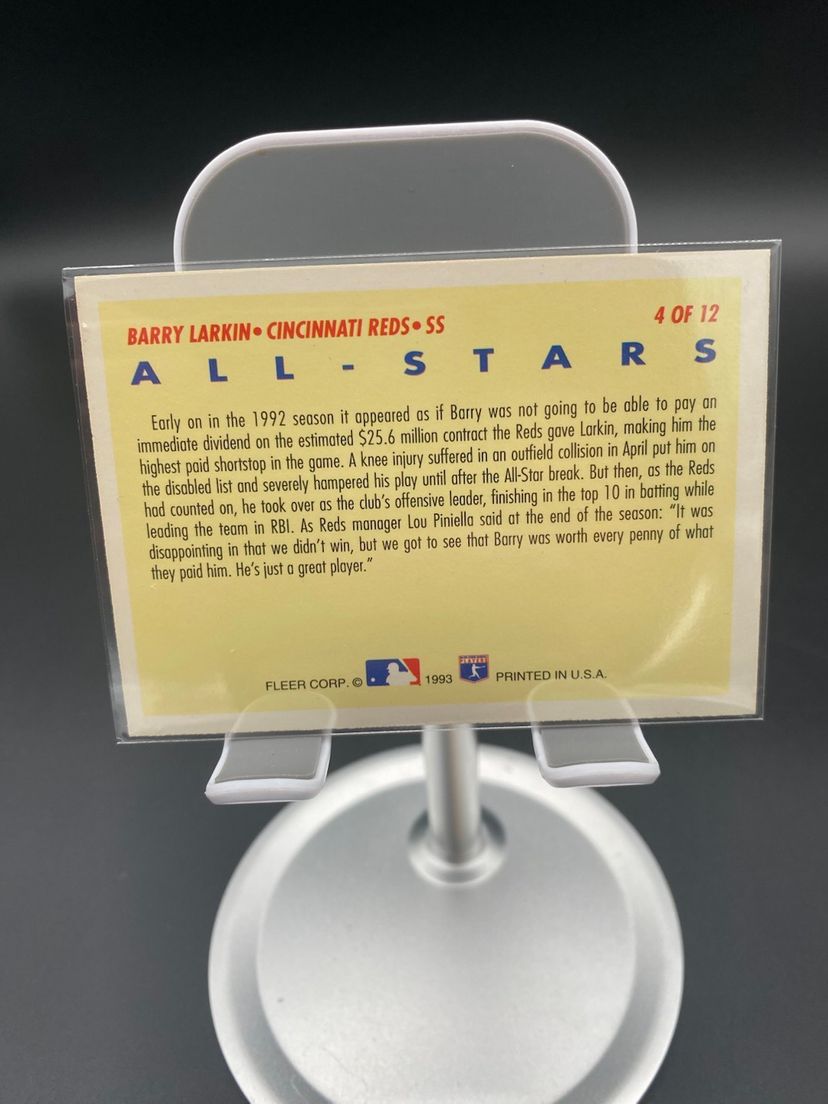 BARRY LARKIN• CINCINNATI REDS• SS
4 OF 12
ALL-STARS
Early on in the 1992 season it appeared as if Barry was not going to be able to pay an
immediate dividend on the estimated $25.6 million contract the Reds gave Larkin, making him the
highest paid shortstop in the game. A knee injury suffered in an outfield collision in April put him on
the disabled list and severely hampered his play until after the All-Star break. But then, as the Reds
had counted on, he took over as the club's offensive leader, finishing in the top 10 in batting while
leading the team in RBI. As Reds manager Lou Piniella said at the end of the season: "It was
disappointing in that we didn't win, but we got to see that Barry was worth every penny of what
they paid him. He's just a great player."
FLEER CORP. © 1993 PLAYERS PRINTED IN U.S.A.